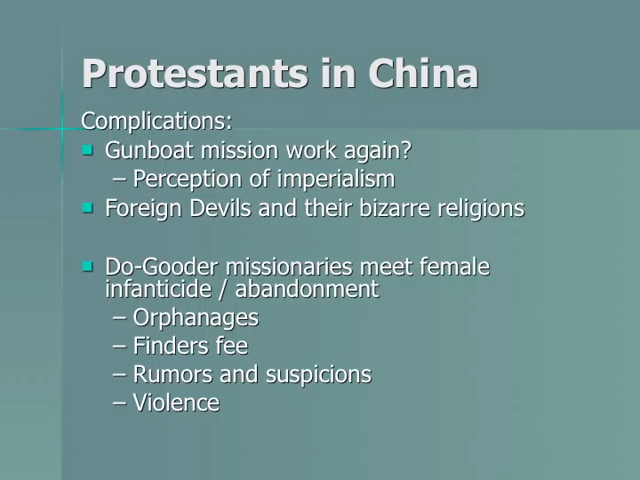 Protestants in China
Complications:
Gunboat mission work again?
– Perception of imperialism
Foreign Devils and their bizarre religions
Do-Gooder missionaries meet female
infanticide / abandonment
– Orphanages
– Finders fee
– Rumors and suspicions
– Violence